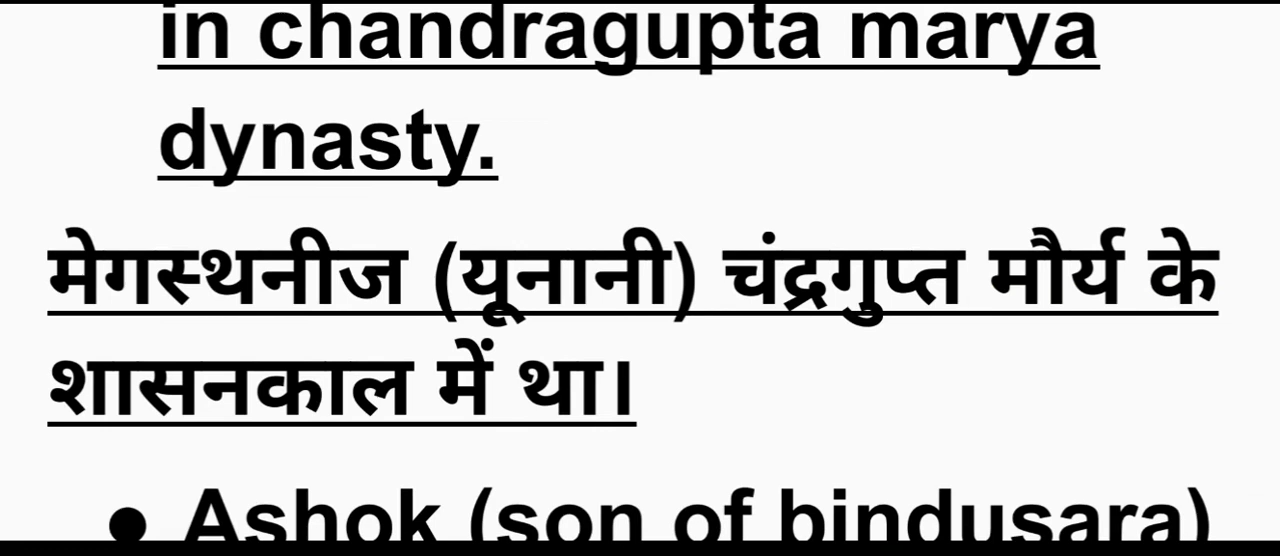 in chandragupta marya
dynasty.
मेगस्थनीज (यूनानी) चंद्रगुप्त मौर्य के
शासनकाल में था।
• Ashok (son of bindusara)